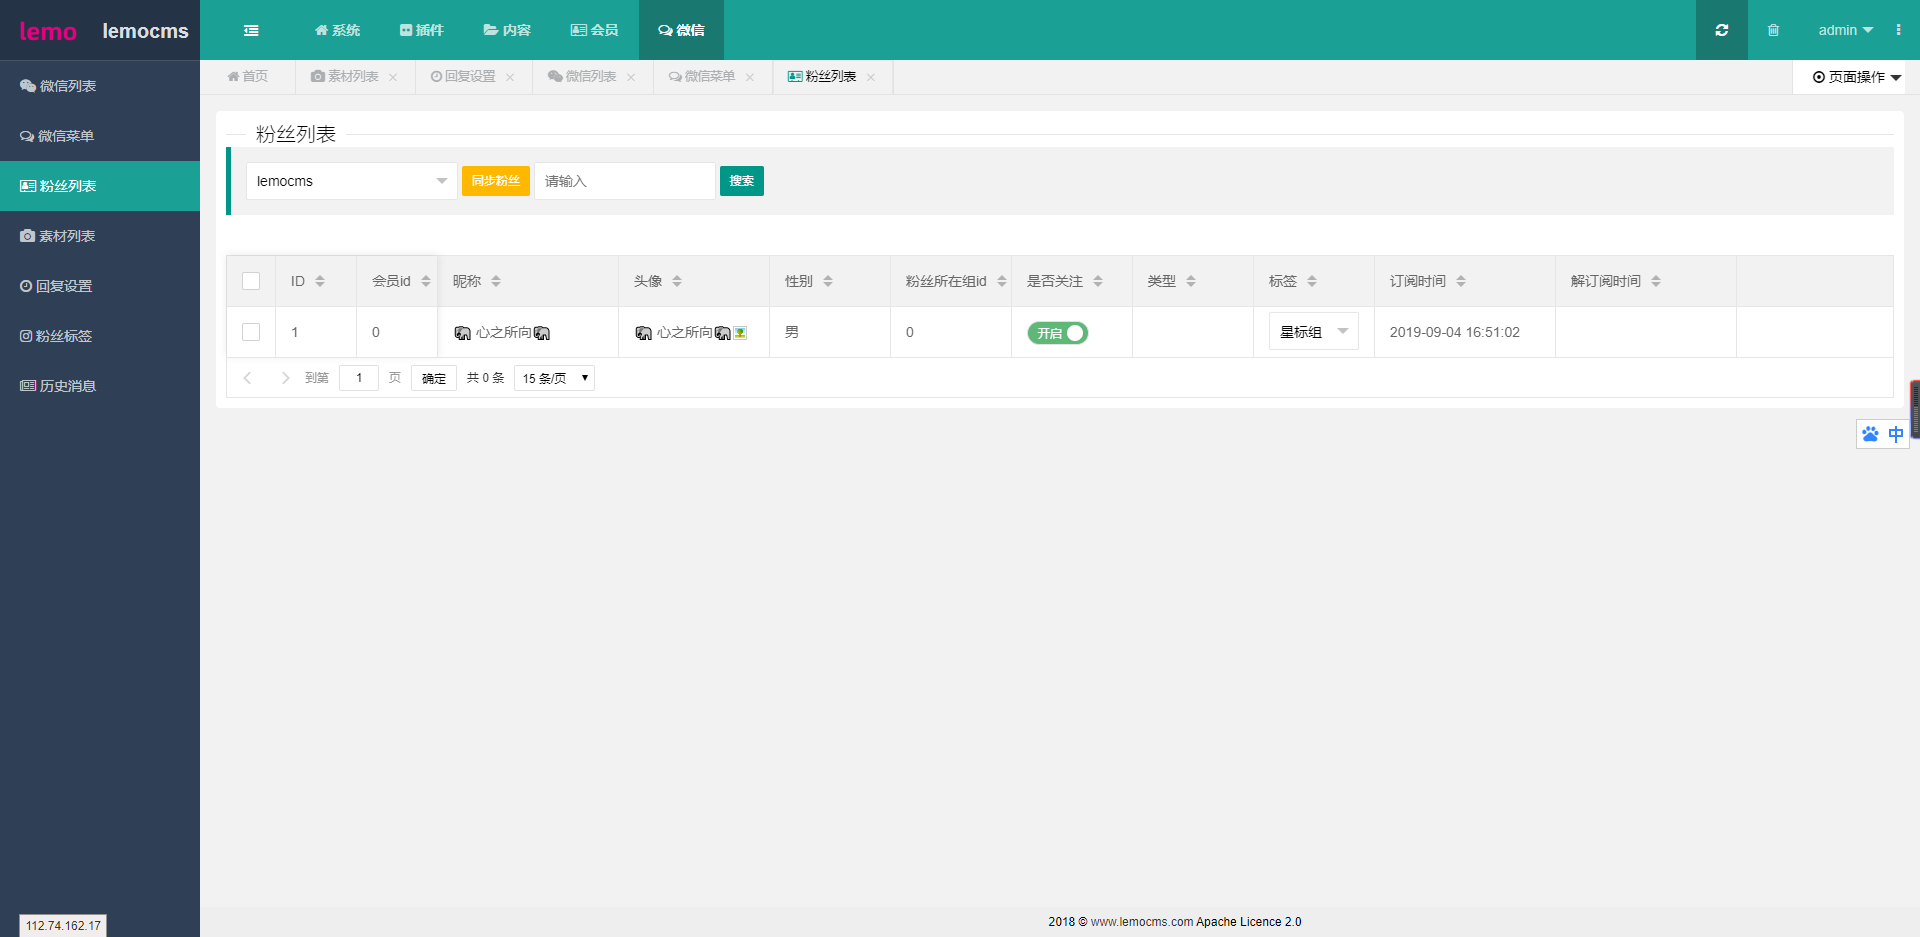 lemo lemocms 系统 插件 内容 会员 微信 admin
首页 素材列表 回复设置 微信列表 微信菜单 粉丝列表 页面操作
微信列表
微信菜单
粉丝列表
素材列表
回复设置
粉丝标签
历史消息
粉丝列表
lemocms 同步粉丝 请输入 搜索
ID 会员id 昵称 头像 性别 粉丝所在组id 是否关注 类型 标签 订阅时间 解订阅时间
1 0 心之所向 心之所向 男 0 开启 星标组 2019-09-04 16:51:02
到第 1 页 确定 共 0 条 15 条/页
中
2018 © www.lemocms.com Apache Licence 2.0
112.74.162.17